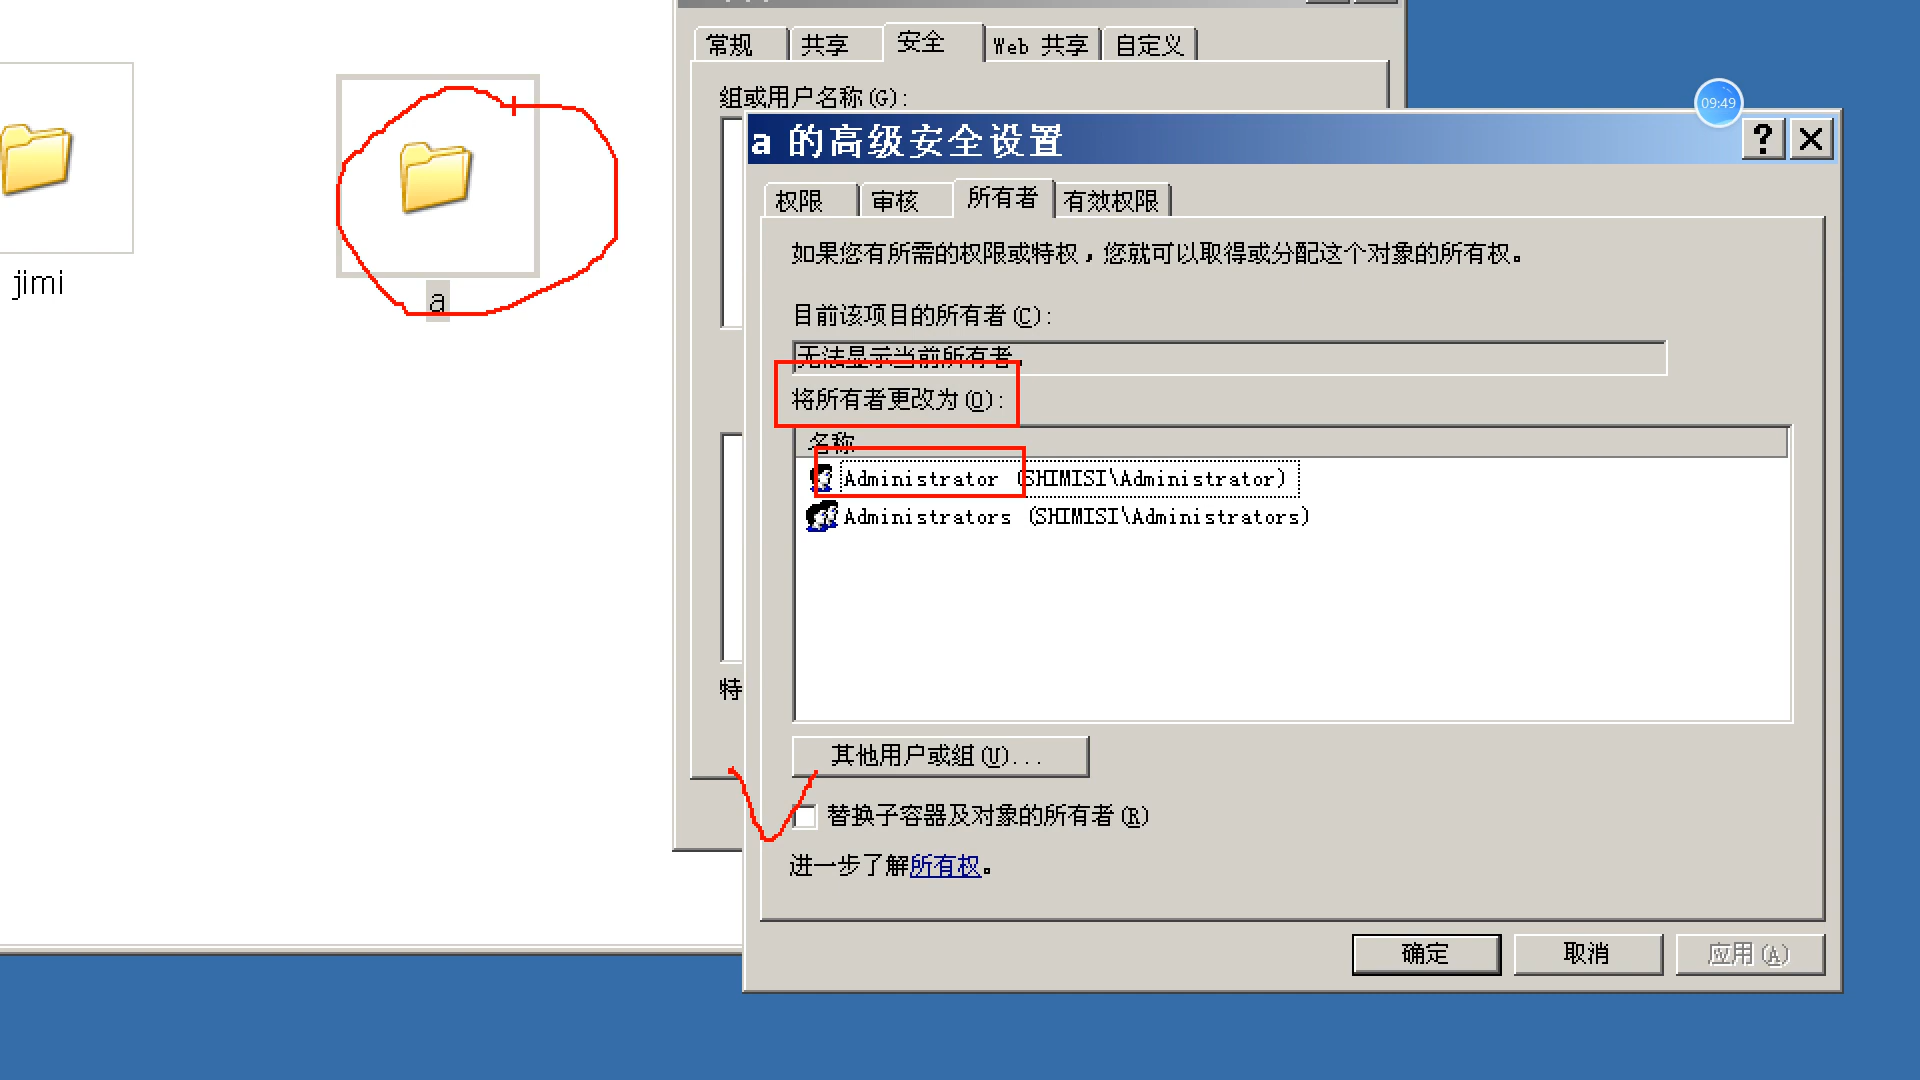 常规 共享 安全 Web 共享 自定义
组或用户名称(G):
09:49
a 的高级安全设置
权限 审核 所有者 有效权限
如果您有所需的权限或特权，您就可以取得或分配这个对象的所有权。
目前该项目的所有者(C):
无法显示当前所有者。
将所有者更改为(O):
名称
Administrator (SHIMISI\Administrator)
Administrators (SHIMISI\Administrators)
特
其他用户或组(U)...
替换子容器及对象的所有者(R)
进一步了解所有权。
确定 取消 应用(A)
jimi
a